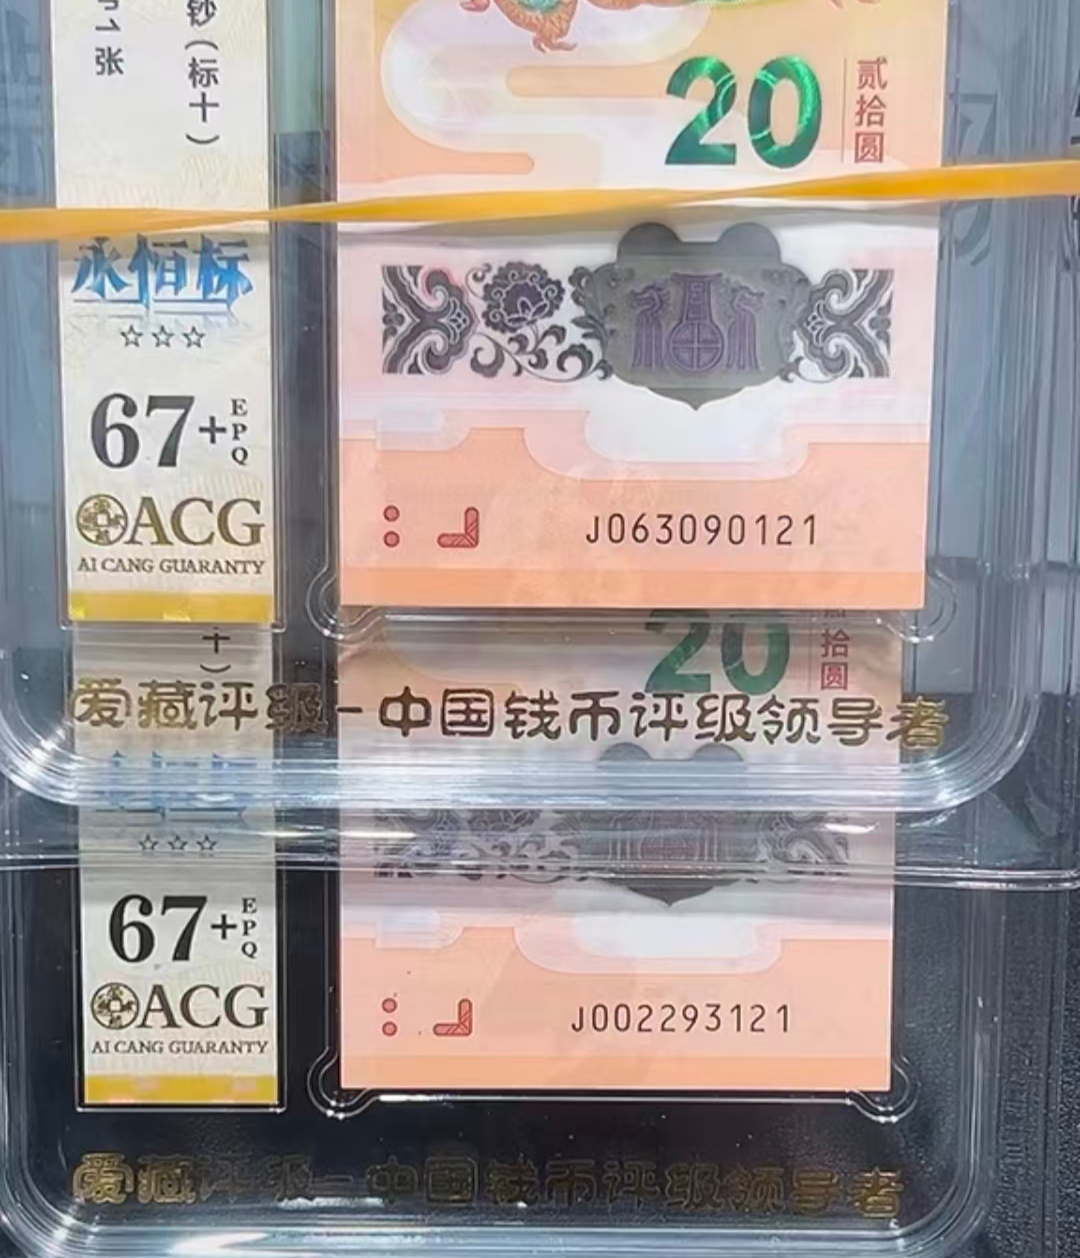 钞(标十)
1张
20
贰拾圆
永恒标
☆☆☆
67+EPQ
ACG
AI CANG GUARANTY
福
J063090121
十)
20
拾圆
爱藏评级-中国钱币评级领导者
☆☆☆
67+EPQ
ACG
AI CANG GUARANTY
J002293121
爱藏评级-中国钱币评级领导者